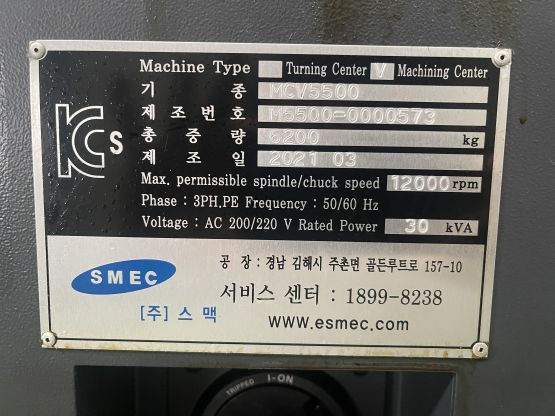 Machine Type Turning Center V Machining Center
기 종 MCV5500
제 조 번 호 M5500=0000573
총 중 량 6200 kg
제 조 일 2021 03
Max. permissible spindle/chuck speed 12000 rpm
Phase : 3PH,PE Frequency : 50/60 Hz
Voltage : AC 200/220 V Rated Power 30 kVA
KCs
SMEC
[주] 스 맥
공 장 : 경남 김해시 주촌면 골든루트로 157-10
서비스 센터 : 1899-8238
www.esmec.com
TRIPPED I-ON